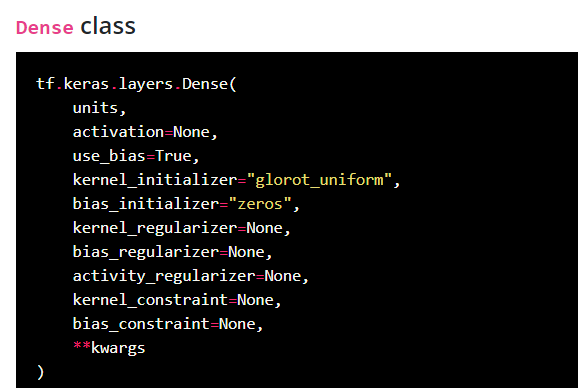 Dense class
tf.keras.layers.Dense(
    units,
    activation=None,
    use_bias=True,
    kernel_initializer="glorot_uniform",
    bias_initializer="zeros",
    kernel_regularizer=None,
    bias_regularizer=None,
    activity_regularizer=None,
    kernel_constraint=None,
    bias_constraint=None,
    **kwargs
)